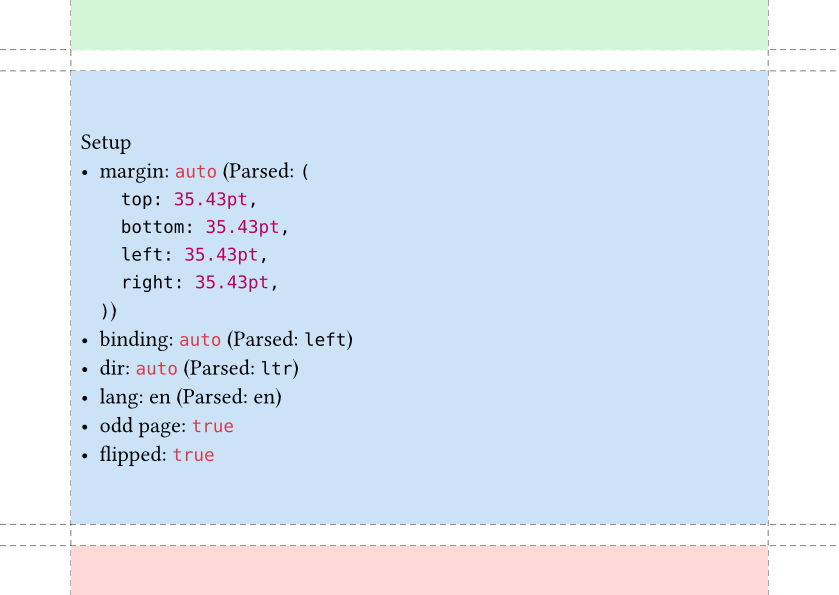 Setup
• margin: auto (Parsed: (
top: 35.43pt,
bottom: 35.43pt,
left: 35.43pt,
right: 35.43pt,
))
• binding: auto (Parsed: left)
• dir: auto (Parsed: ltr)
• lang: en (Parsed: en)
• odd page: true
• flipped: true